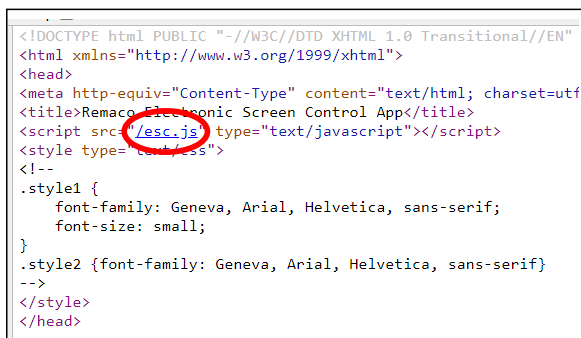 <!DOCTYPE html PUBLIC "-//W3C//DTD XHTML 1.0 Transitional//EN"
<html xmlns="http://www.w3.org/1999/xhtml">
<head>
<meta http-equiv="Content-Type" content="text/html; charset=utf
<title>Remaco Electronic Screen Control App</title>
<script src="/esc.js" type="text/javascript"></script>
<style type="text/css">
<!--
.style1 {
    font-family: Geneva, Arial, Helvetica, sans-serif;
    font-size: small;
}
.style2 {font-family: Geneva, Arial, Helvetica, sans-serif}
-->
</style>
</head>